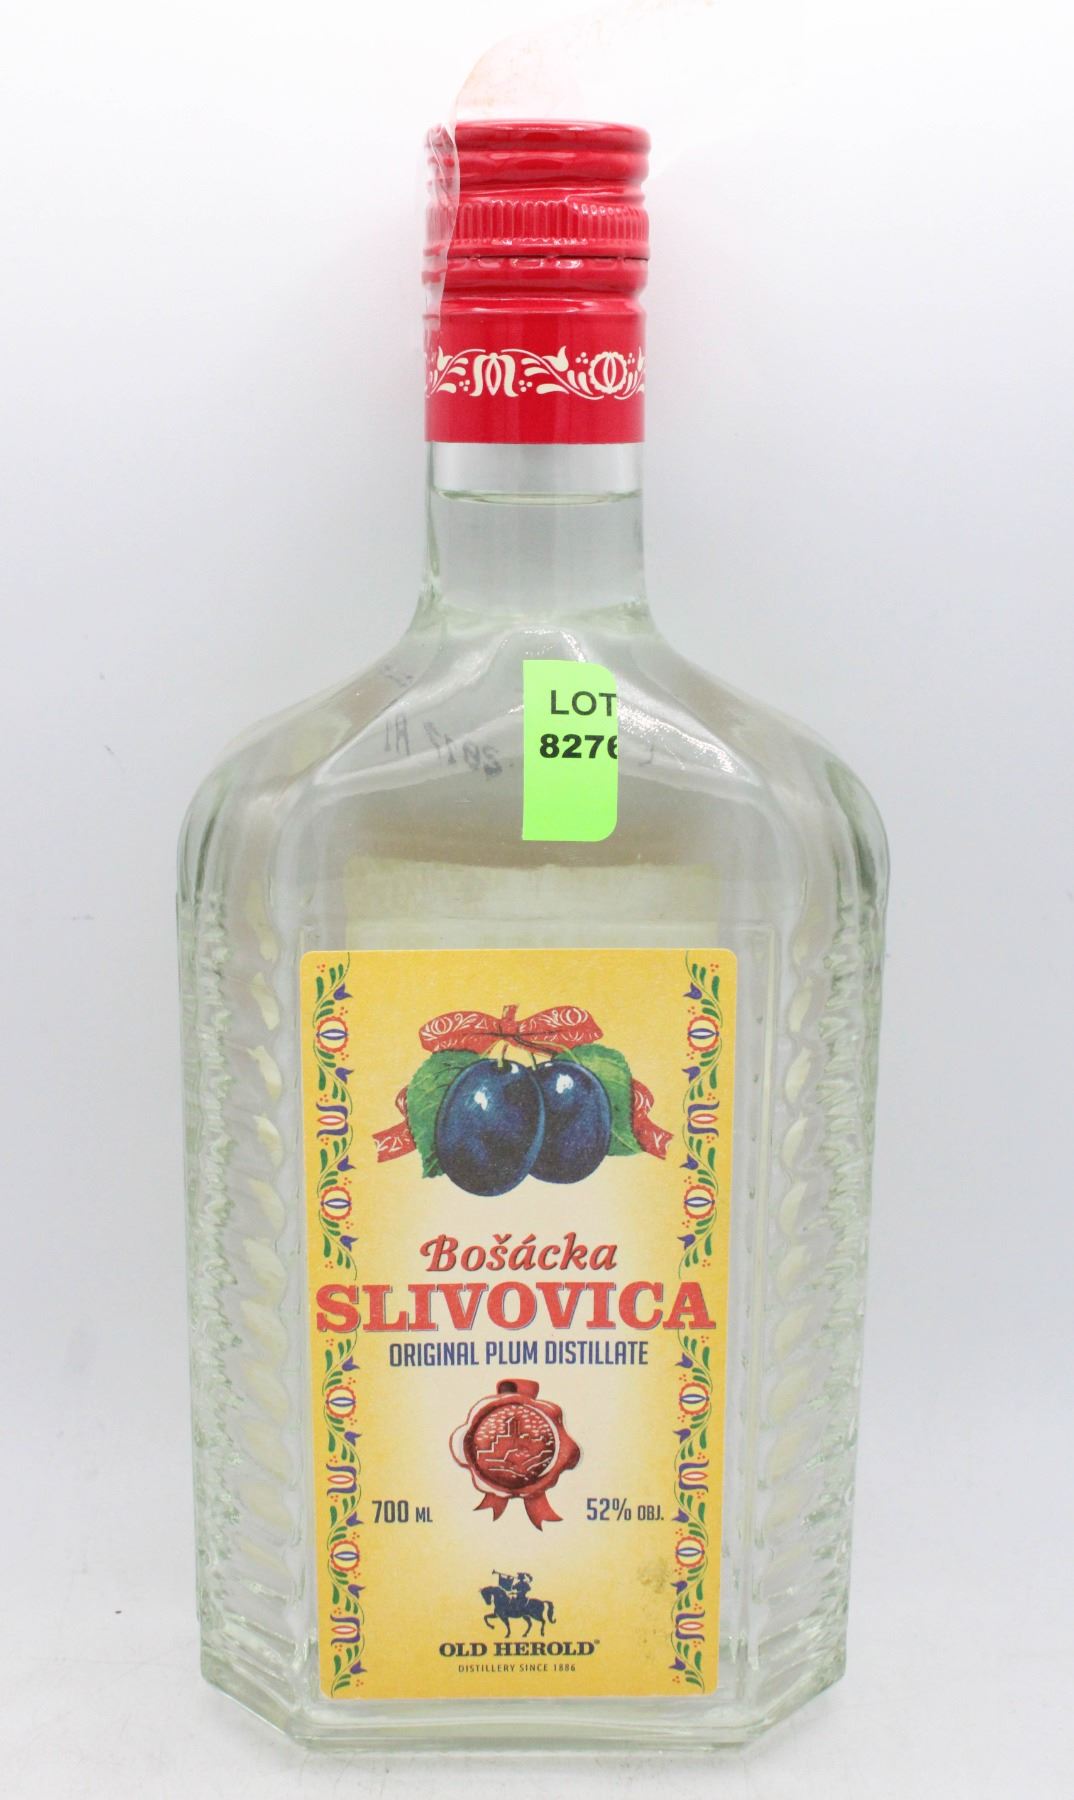 LOT
8276
Bošácka
SLIVOVICA
ORIGINAL PLUM DISTILLATE
700 ML
52% OBJ.
OLD HEROLD®
DISTILLERY SINCE 1886